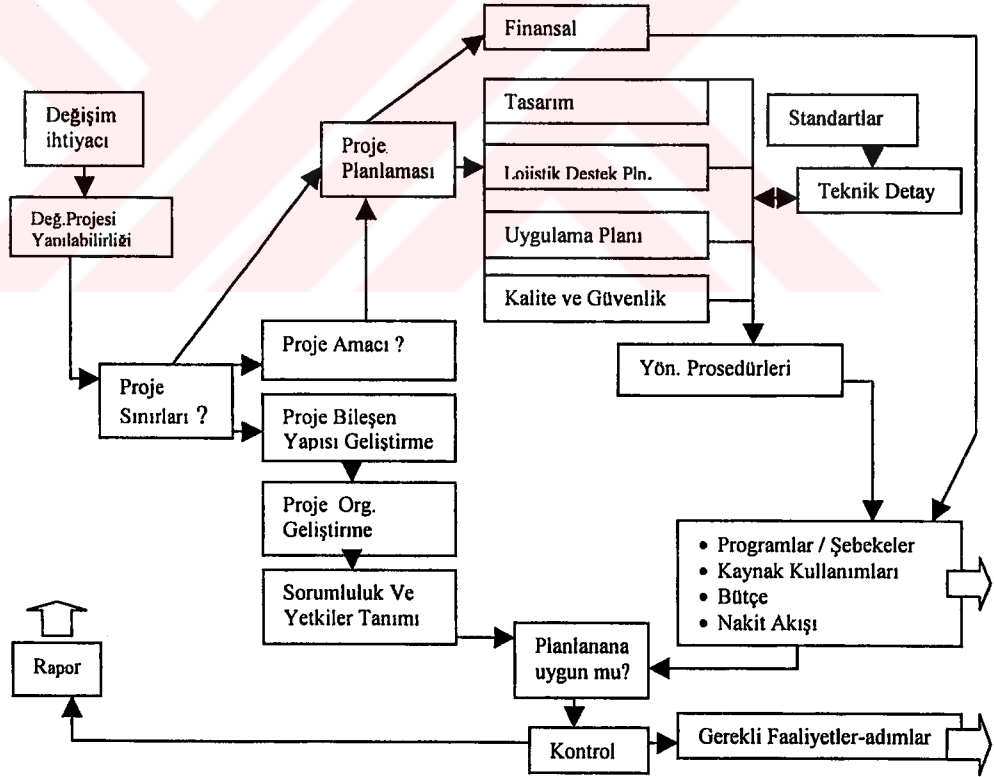 Finansal
Değişim
ihtiyacı
Tasarım
Standartlar
Proje
Planlaması
Lojistik Destek Pln.
Teknik Detay
Değ.Projesi
Yapılabilirliği
Uygulama Planı
Kalite ve Güvenlik
Proje Amacı ?
Yön. Prosedürleri
Proje
Sınırları ?
Proje Bileşen
Yapısı Geliştirme
Proje Org.
Geliştirme
• Programlar / Şebekeler
• Kaynak Kullanımları
• Bütçe
• Nakit Akışı
Sorumluluk Ve
Yetkiler Tanımı
Planlanana
uygun mu?
Rapor
Kontrol
Gerekli Faaliyetler-adımlar